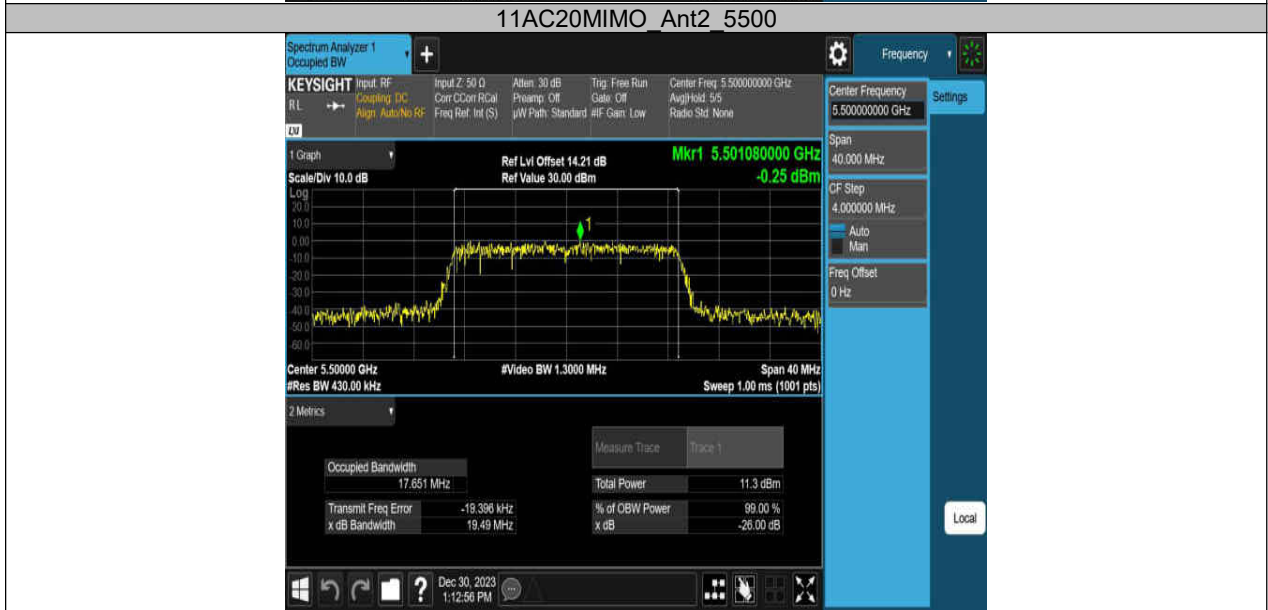 11AC20MIMO_Ant2_5500
Spectrum Analyzer 1
Occupied BW
+
Frequency
KEYSIGHT
RL
LXI
Input: RF
Coupling: DC
Align: Auto/No RF
Input Z: 50 Ω
Corr CCorr RCal
Freq Ref: Int (S)
Atten: 30 dB
Preamp: Off
µW Path: Standard
Trig: Free Run
Gate: Off
#IF Gain: Low
Center Freq: 5.500000000 GHz
Avg|Hold: 5/5
Radio Std: None
Center Frequency
5.500000000 GHz
Settings
Span
40.000 MHz
CF Step
4.000000 MHz
Auto
Man
Freq Offset
0 Hz
1 Graph
Scale/Div 10.0 dB
Ref Lvl Offset 14.21 dB
Ref Value 30.00 dBm
Mkr1 5.501080000 GHz
-0.25 dBm
Log
20.0
10.0
0.00
-10.0
-20.0
-30.0
-40.0
-50.0
-60.0
1
Center 5.50000 GHz
#Res BW 430.00 kHz
#Video BW 1.3000 MHz
Span 40 MHz
Sweep 1.00 ms (1001 pts)
2 Metrics
Measure Trace
Trace 1
Occupied Bandwidth
17.651 MHz
Total Power
11.3 dBm
Transmit Freq Error
-19.396 kHz
% of OBW Power
99.00 %
x dB Bandwidth
19.49 MHz
x dB
-26.00 dB
Local
?
Dec 30, 2023
1:12:56 PM